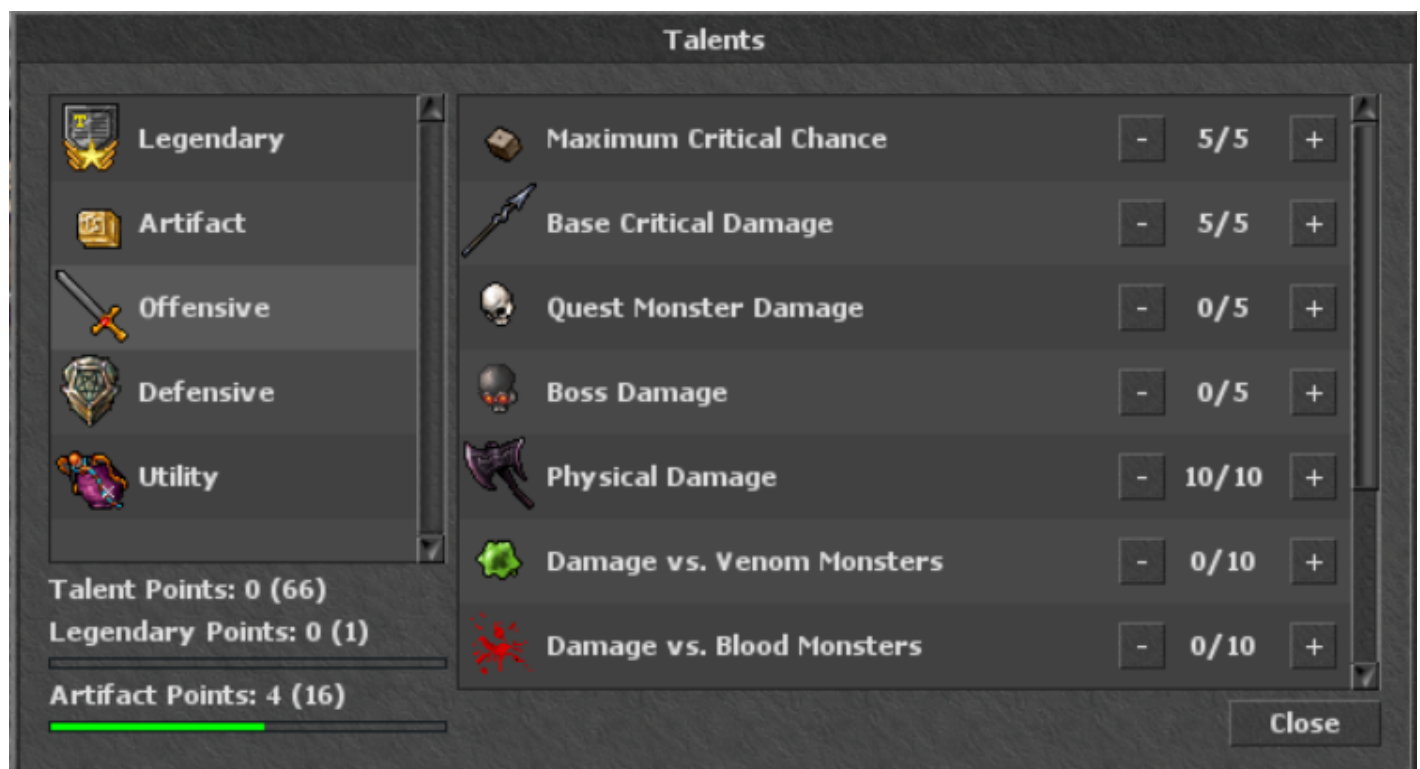 Talents
Legendary
Artifact
Offensive
Defensive
Utility
Talent Points: 0 (66)
Legendary Points: 0 (1)
Artifact Points: 4 (16)
Maximum Critical Chance - 5/5 +
Base Critical Damage - 5/5 +
Quest Monster Damage - 0/5 +
Boss Damage - 0/5 +
Physical Damage - 10/10 +
Damage vs. Venom Monsters - 0/10 +
Damage vs. Blood Monsters - 0/10 +
Close